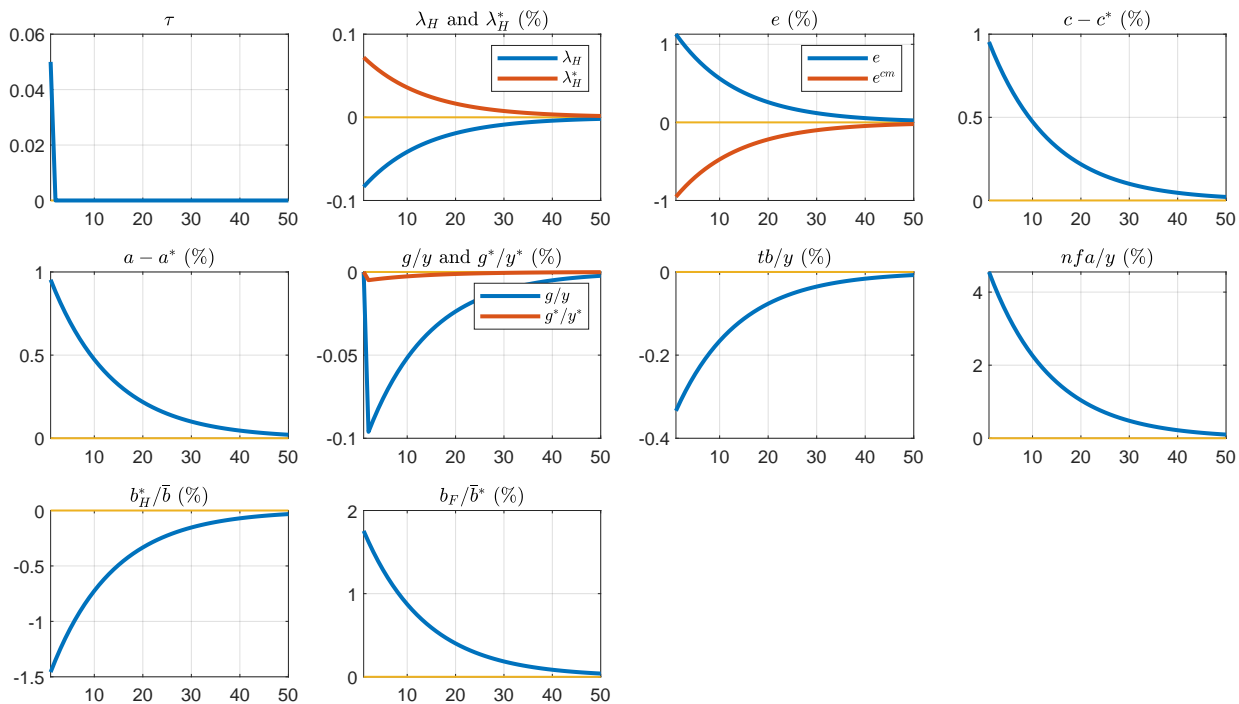 τ
0.06
0.04
0.02
0
10 20 30 40 50
λ_H and λ_H^* (%)
0.1
0
-0.1
λ_H
λ_H^*
10 20 30 40 50
e (%)
1
0
-1
e
e^{cm}
10 20 30 40 50
c − c^* (%)
1
0.5
0
10 20 30 40 50
a − a^* (%)
1
0.5
0
10 20 30 40 50
g/y and g^*/y^* (%)
0
-0.05
-0.1
g/y
g^*/y^*
10 20 30 40 50
tb/y (%)
0
-0.2
-0.4
10 20 30 40 50
nfa/y (%)
4
2
0
10 20 30 40 50
b_H^*/b̅ (%)
0
-0.5
-1
-1.5
10 20 30 40 50
b_F/b̅^* (%)
2
1
0
10 20 30 40 50